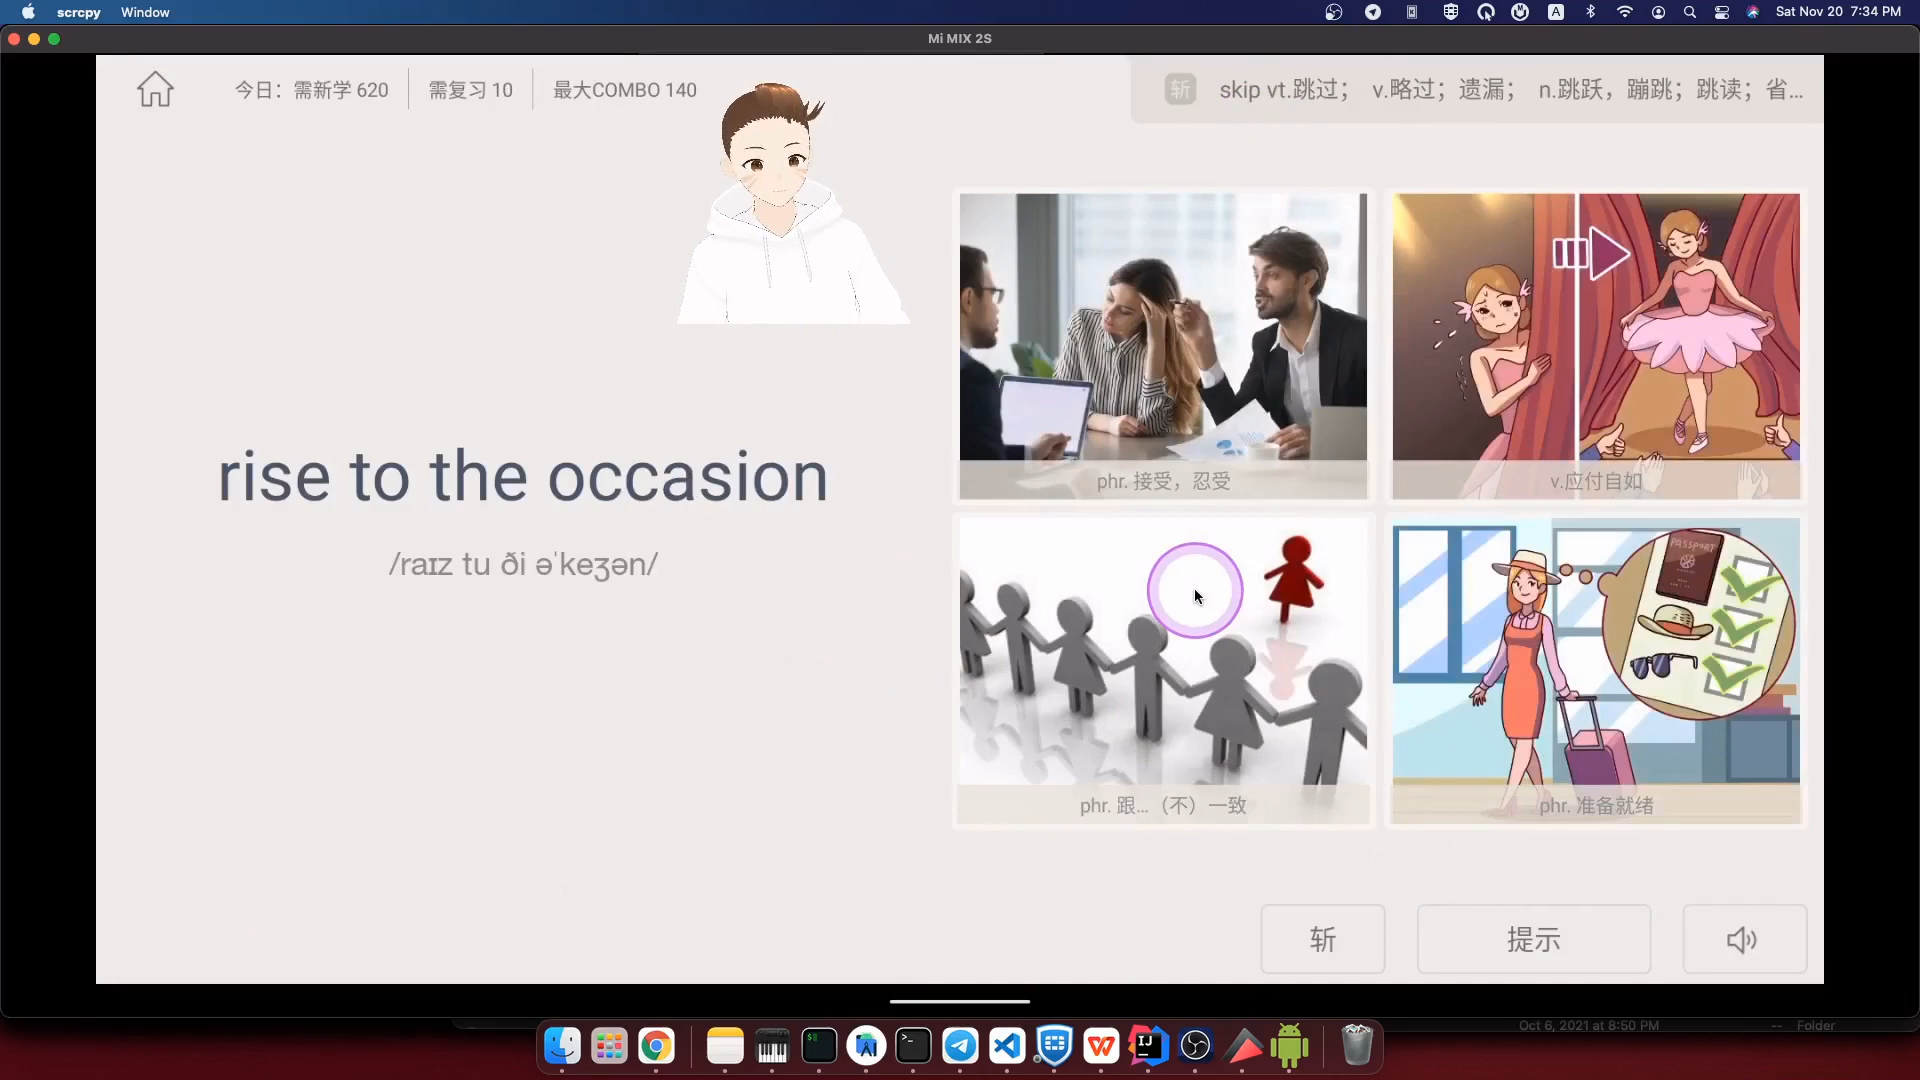 scrcpy Window
A
Sat Nov 20 7:34 PM
Mi MIX 2S
今日：需新学 620
需复习 10
最大COMBO 140
斩
skip vt.跳过； v.略过；遗漏； n.跳跃，蹦跳；跳读；省...
rise to the occasion
/raɪz tu ði əˈkeʒən/
phr. 接受，忍受
v.应付自如
PASSPORT
phr. 跟...（不）一致
phr. 准备就绪
斩
提示
Oct 6, 2021 at 8:50 PM
--
Folder
IJ